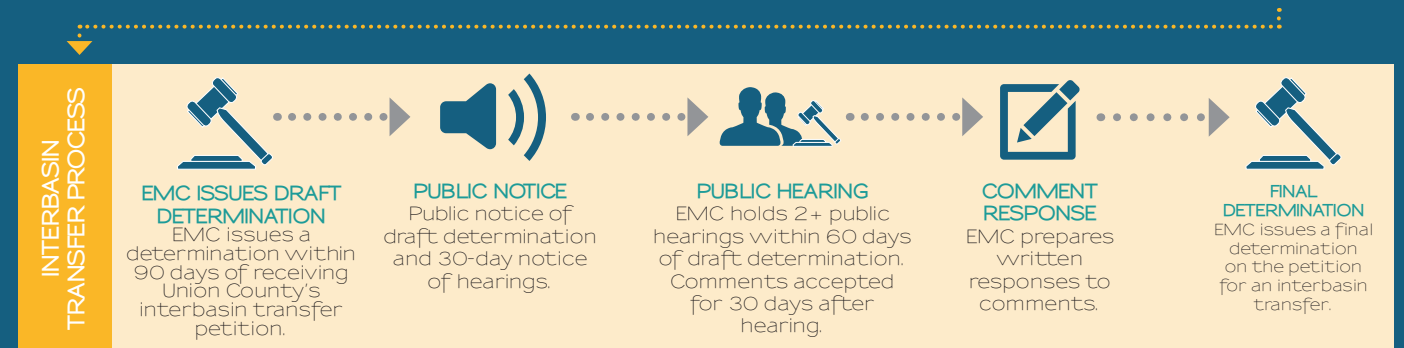 INTERBASIN
TRANSFER PROCESS
EMC ISSUES DRAFT
DETERMINATION
EMC issues a
determination within
90 days of receiving
Union County's
interbasin transfer
petition.
PUBLIC NOTICE
Public notice of
draft determination
and 30-day notice
of hearings.
PUBLIC HEARING
EMC holds 2+ public
hearings within 60 days
of draft determination.
Comments accepted
for 30 days after
hearing.
COMMENT
RESPONSE
EMC prepares
written
responses to
comments.
FINAL
DETERMINATION
EMC issues a final
determination
on the petition
for an interbasin
transfer.